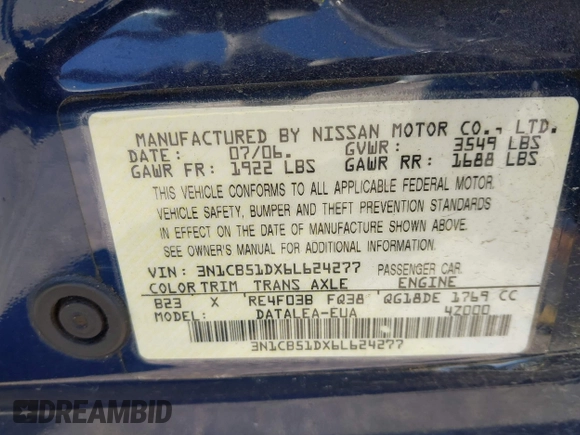 MANUFACTURED BY NISSAN MOTOR CO., LTD.
DATE: 07/06. GVWR: 3549 LBS
GAWR FR: 1922 LBS GAWR RR: 1688 LBS
THIS VEHICLE CONFORMS TO ALL APPLICABLE FEDERAL MOTOR
VEHICLE SAFETY, BUMPER AND THEFT PREVENTION STANDARDS
IN EFFECT ON THE DATE OF MANUFACTURE SHOWN ABOVE.
SEE OWNER'S MANUAL FOR ADDITIONAL INFORMATION.
VIN: 3N1CB51DX6L624277 PASSENGER CAR.
COLOR TRIM TRANS AXLE ENGINE
B23 X RE4F03B FQ38 QG18DE 1769 CC
MODEL: DATALEA-EUA 4Z000
3N1CB51DX6L624277
DREAMBID